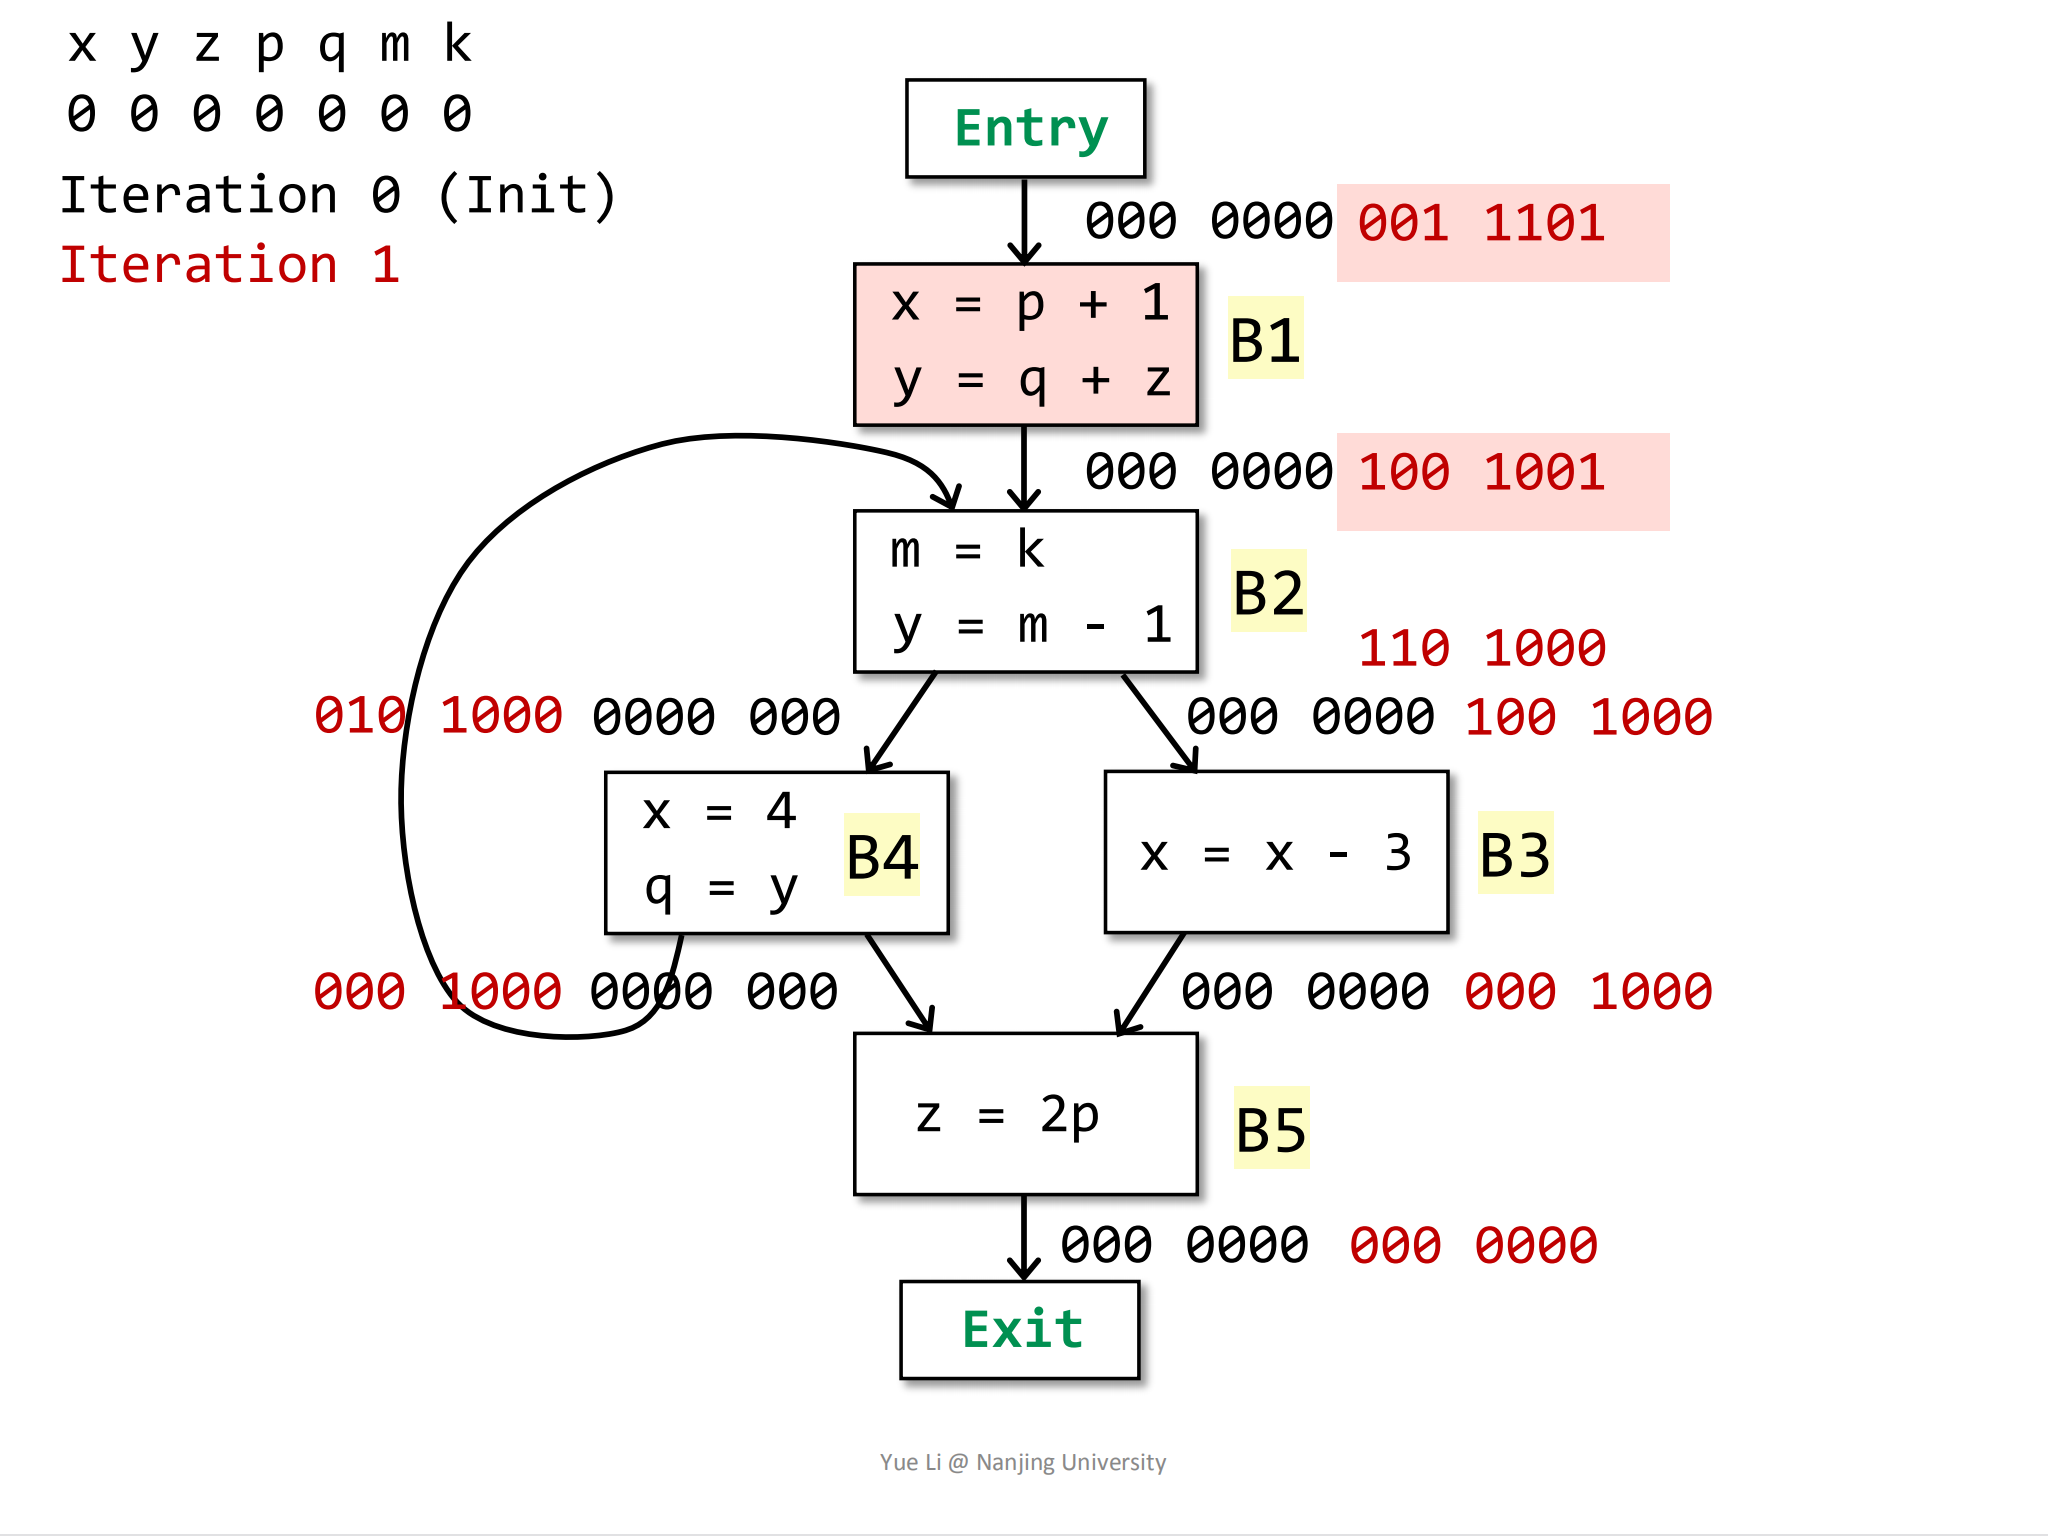 x y z p q m k
0 0 0 0 0 0 0
Iteration 0 (Init)
Iteration 1
Entry
000 0000 001 1101
x = p + 1
y = q + z
B1
000 0000 100 1001
m = k
y = m - 1
B2
110 1000
010 1000 0000 000
000 0000 100 1000
x = 4
q = y
B4
x = x - 3
B3
000 1000 0000 000
000 0000 000 1000
z = 2p
B5
000 0000 000 0000
Exit
Yue Li @ Nanjing University